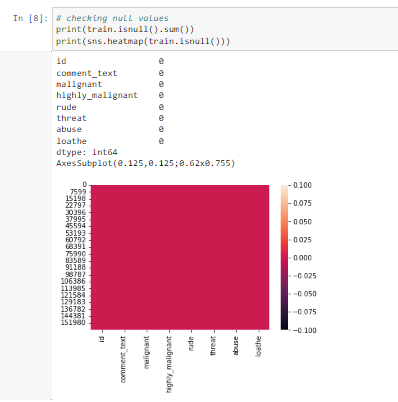 In [8]: # checking null values
print(train.isnull().sum())
print(sns.heatmap(train.isnull()))
id 0
comment_text 0
malignant 0
highly_malignant 0
rude 0
threat 0
abuse 0
loathe 0
dtype: int64
AxesSubplot(0.125,0.125;0.62x0.755)
0
7599
15198
22797
30396
37995
45594
53193
60792
68391
75990
83589
91188
98787
106386
113985
121584
129183
136782
144381
151980
id
comment_text
malignant
highly_malignant
rude
threat
abuse
loathe
0.100
0.075
0.050
0.025
0.000
−0.025
−0.050
−0.075
−0.100